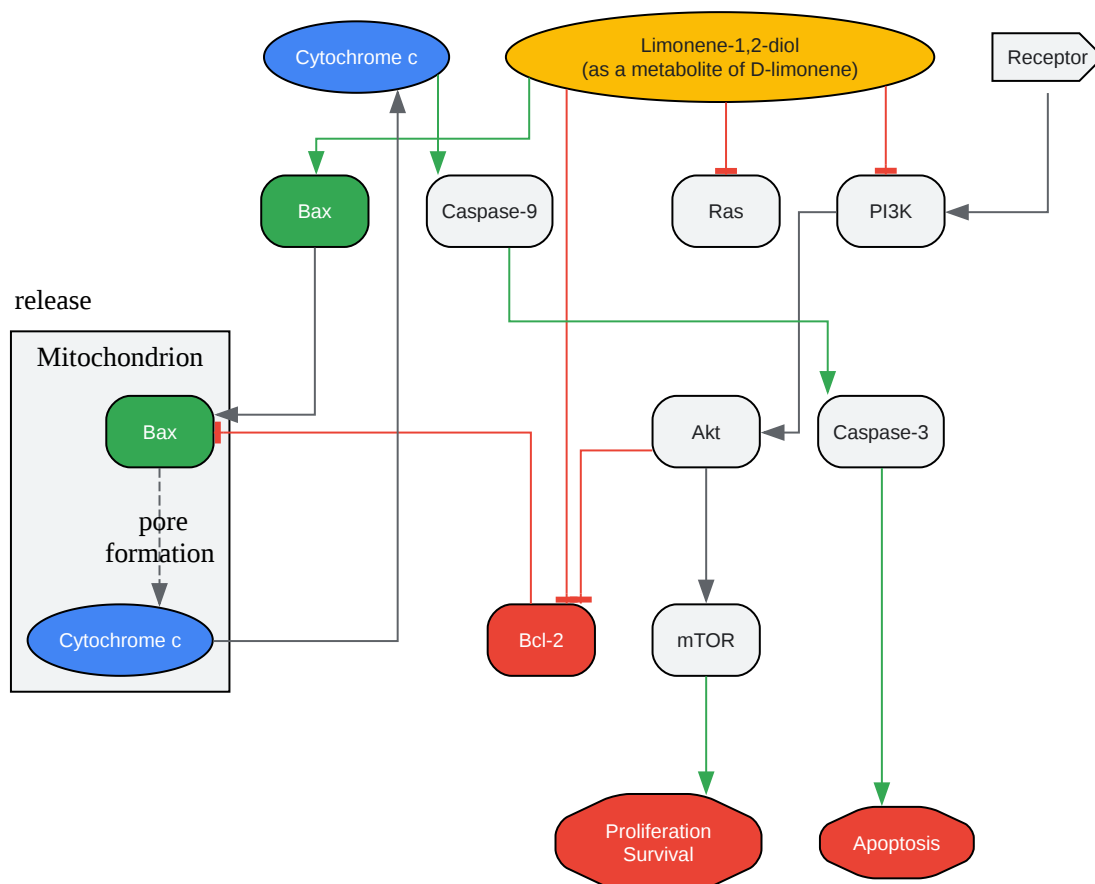 Cytochrome c
Limonene-1,2-diol
(as a metabolite of D-limonene)
Receptor
Bax
Caspase-9
Ras
PI3K
release
Mitochondrion
Bax
Akt
Caspase-3
pore
formation
Cytochrome c
Bcl-2
mTOR
Proliferation
Survival
Apoptosis